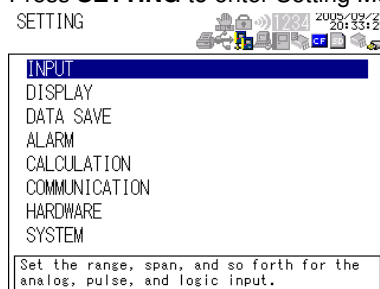 Press SETTING to enter Setting
SETTING
1234 2005/09/2
20:33:2
CF
INPUT
DISPLAY
DATA SAVE
ALARM
CALCULATION
COMMUNICATION
HARDWARE
SYSTEM
Set the range, span, and so forth for the
analog, pulse, and logic input.